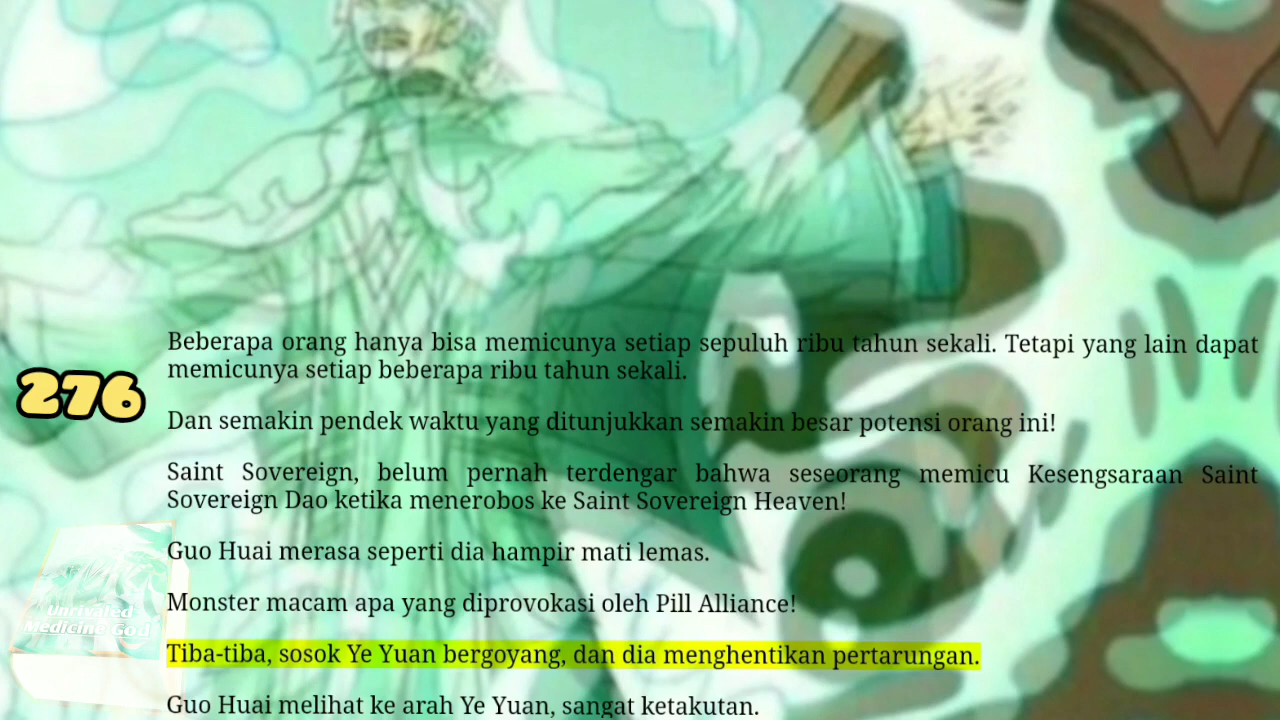 Beberapa orang hanya bisa memicunya setiap sepuluh ribu tahun sekali. Tetapi yang lain dapat
memicunya setiap beberapa ribu tahun sekali.
276
Dan semakin pendek waktu yang ditunjukkan semakin besar potensi orang ini!
Saint Sovereign, belum pernah terdengar bahwa seseorang memicu Kesengsaraan Saint
Sovereign Dao ketika menerobos ke Saint Sovereign Heaven!
Guo Huai merasa seperti dia hampir mati lemas.
Monster macam apa yang diprovokasi oleh Pill Alliance!
Unrivaled
Medicine God
Tiba-tiba, sosok Ye Yuan bergoyang, dan dia menghentikan pertarungan.
Guo Huai melihat ke arah Ye Yuan, sangat ketakutan.